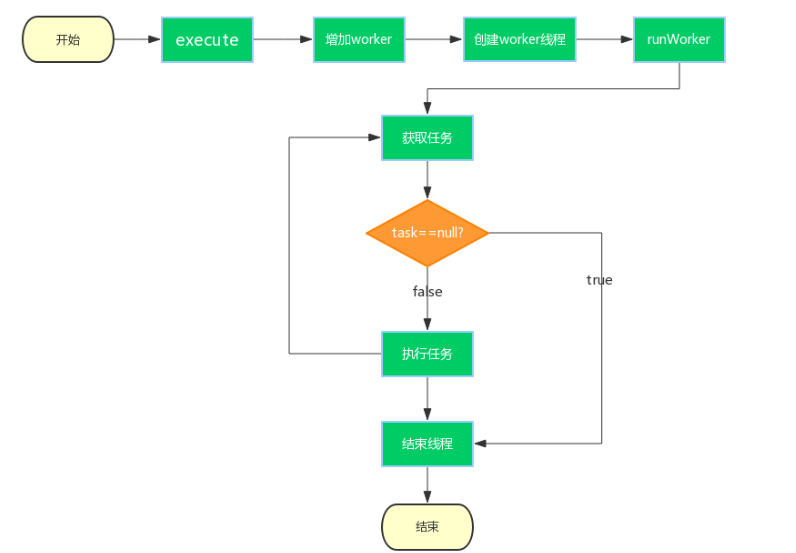 开始
execute
增加worker
创建worker线程
runWorker
获取任务
task==null?
true
false
执行任务
结束线程
结束